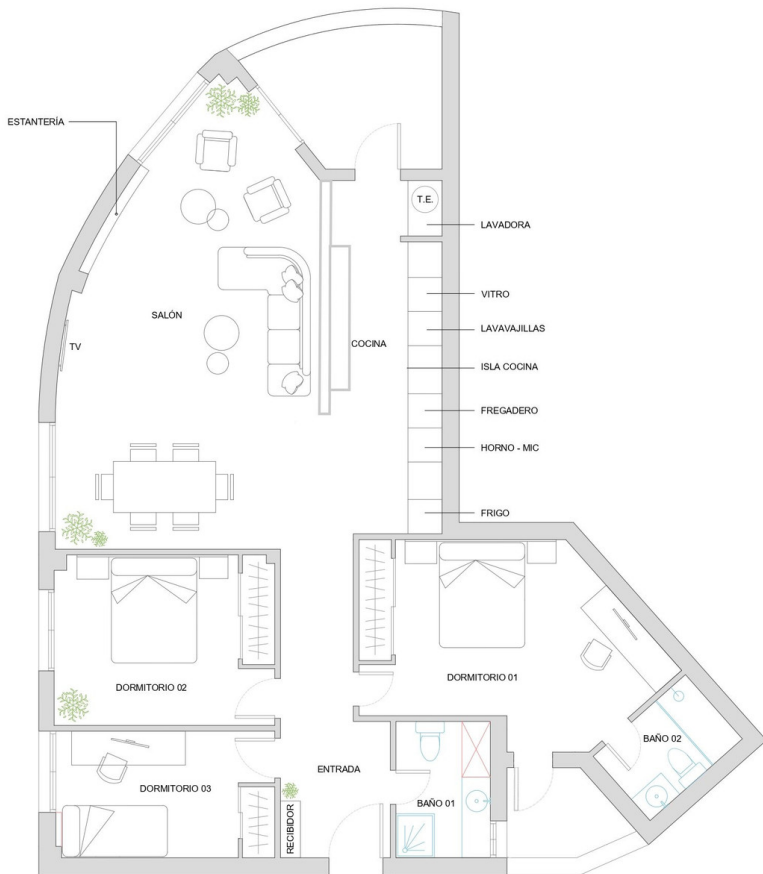 ESTANTERÍA
T.E.
LAVADORA
VITRO
SALÓN
LAVAVAJILLAS
TV
COCINA
ISLA COCINA
FREGADERO
HORNO - MIC
FRIGO
DORMITORIO 02
DORMITORIO 01
BAÑO 02
DORMITORIO 03
ENTRADA
RECIBIDOR
BAÑO 01